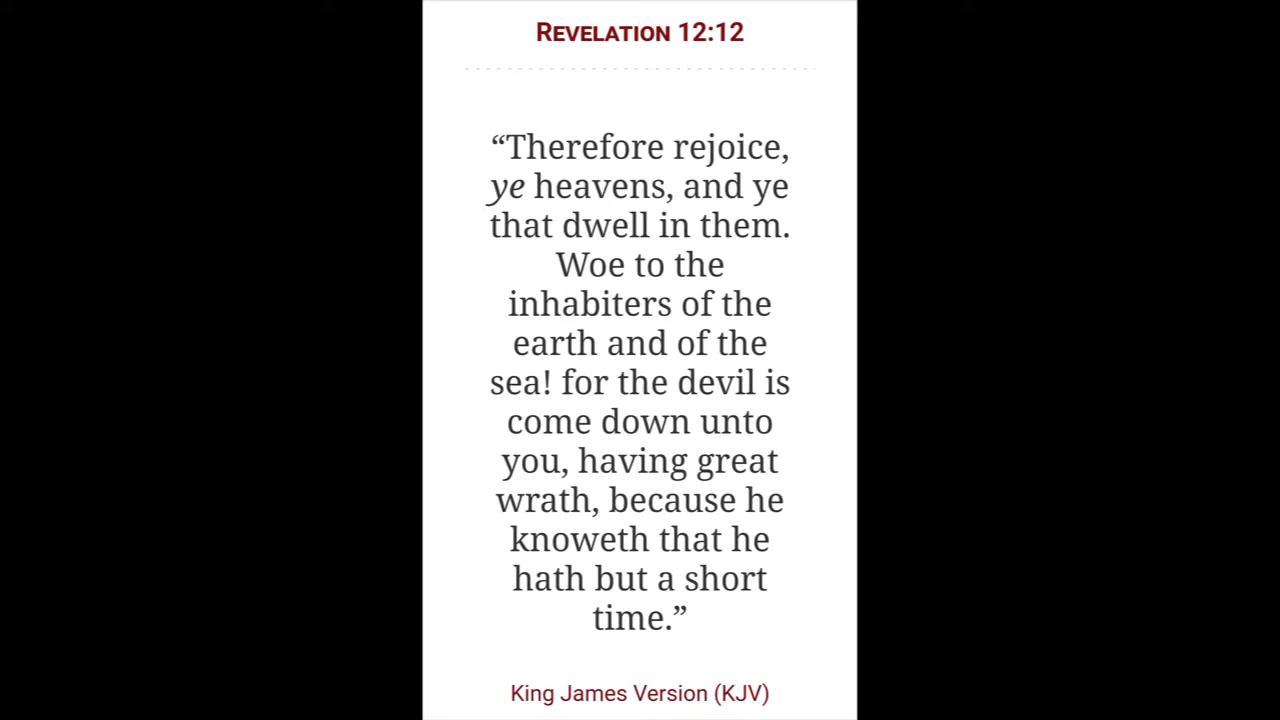 Revelation 12:12
“Therefore rejoice,
ye heavens, and ye
that dwell in them.
Woe to the
inhabiters of the
earth and of the
sea! for the devil is
come down unto
you, having great
wrath, because he
knoweth that he
hath but a short
time.”
King James Version (KJV)